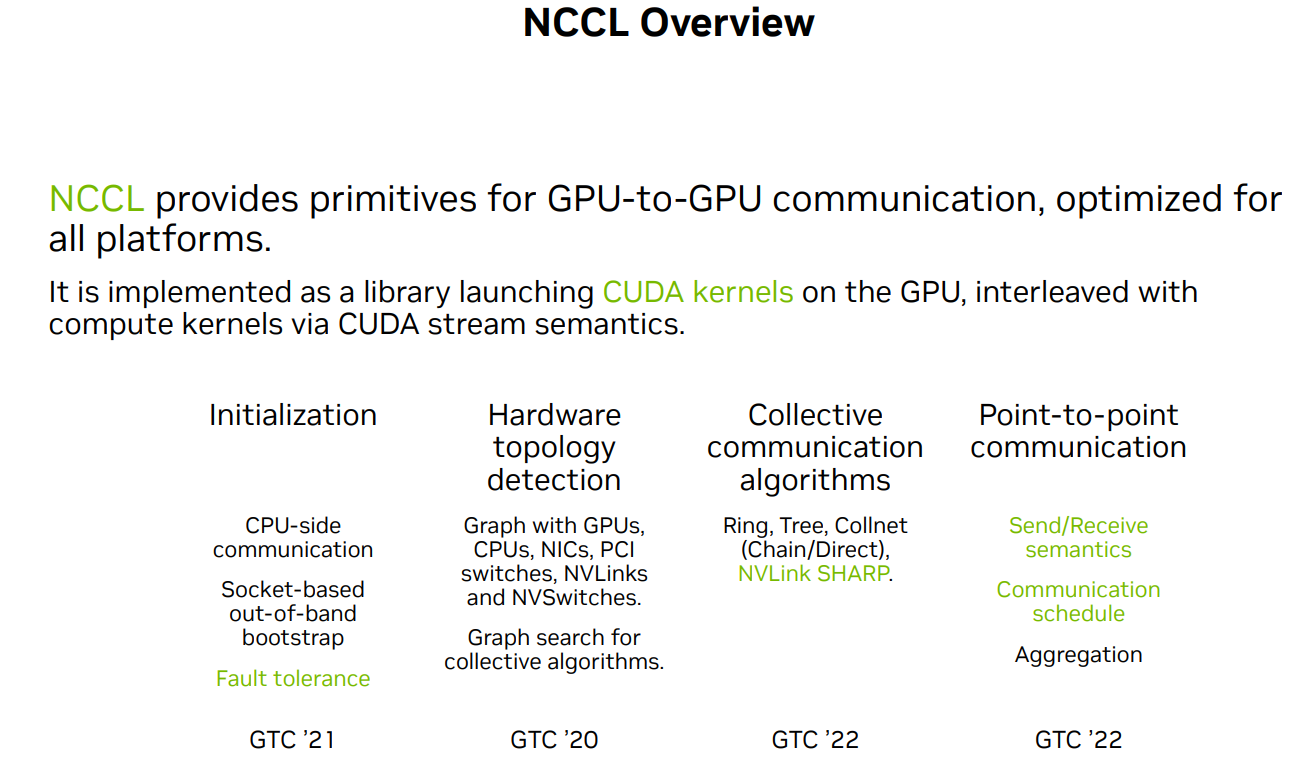 NCCL Overview
NCCL provides primitives for GPU-to-GPU communication, optimized for
all platforms.
It is implemented as a library launching CUDA kernels on the GPU, interleaved with
compute kernels via CUDA stream semantics.
Initialization
CPU-side
communication
Socket-based
out-of-band
bootstrap
Fault tolerance
GTC ’21
Hardware
topology
detection
Graph with GPUs,
CPUs, NICs, PCI
switches, NVLinks
and NVSwitches.
Graph search for
collective algorithms.
GTC ’20
Collective
communication
algorithms
Ring, Tree, Collnet
(Chain/Direct),
NVLink SHARP.
GTC ’22
Point-to-point
communication
Send/Receive
semantics
Communication
schedule
Aggregation
GTC ’22